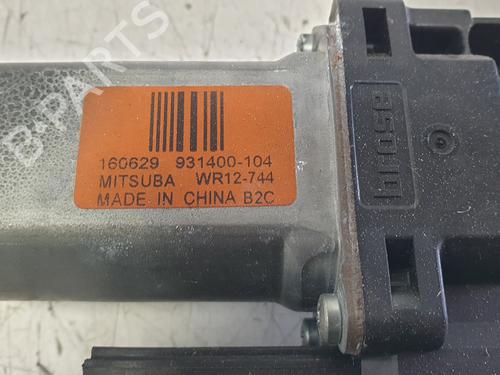 B-PARTS
160629 931400-104
MITSUBA WR12-744
MADE IN CHINA B2C
brose